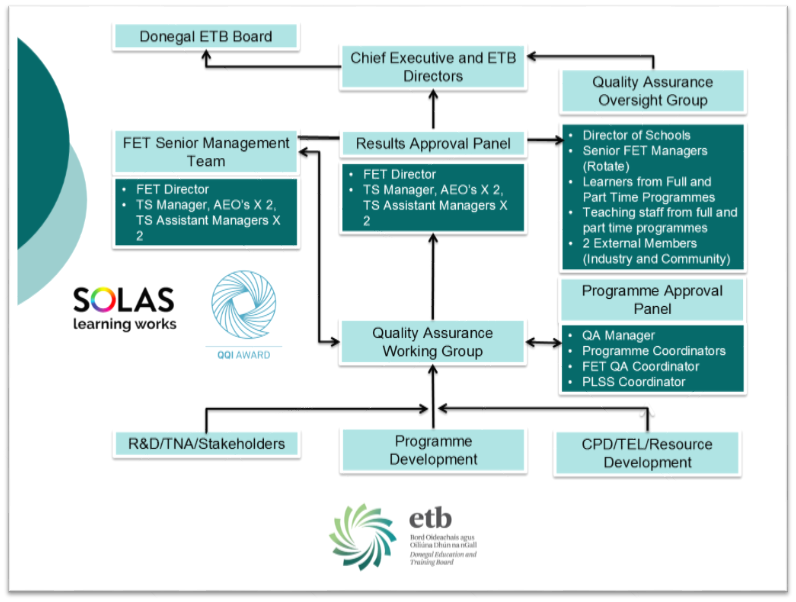 Donegal ETB Board
Chief Executive and ETB
Directors
Quality Assurance
Oversight Group
• Director of Schools
• Senior FET Managers
(Rotate)
• Learners from Full and
Part Time Programmes
• Teaching staff from full and
part time programmes
• 2 External Members
(Industry and Community)
FET Senior Management
Team
• FET Director
• TS Manager, AEO's X 2,
TS Assistant Managers X
2
Results Approval Panel
• FET Director
• TS Manager, AEO's X 2,
TS Assistant Managers X
2
SOLAS
learning works
QQI AWARD
Programme Approval
Panel
• QA Manager
• Programme Coordinators
• FET QA Coordinator
• PLSS Coordinator
Quality Assurance
Working Group
R&D/TNA/Stakeholders
Programme
Development
CPD/TEL/Resource
Development
etb
Bord Oideachais agus
Oiliúna Dhún na nGall
Donegal Education and
Training Board